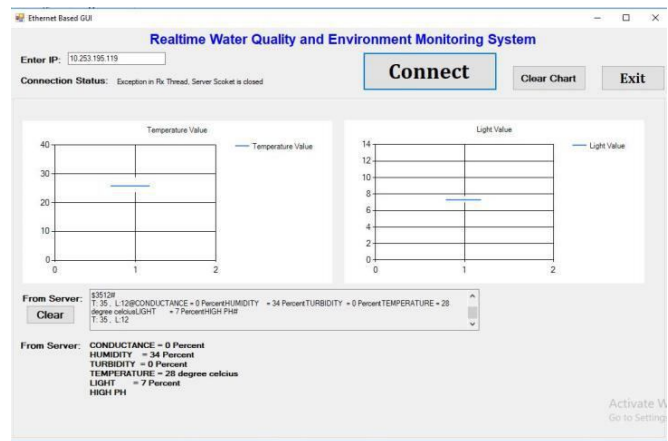 Ethernet Based GUI
Realtime Water Quality and Environment Monitoring System
Enter IP: 10.253.195.119
Connection Status: Exception in Rx Thread, Server Scoket is closed
Connect
Clear Chart
Exit
Temperature Value
Temperature Value
40
30
20
10
0
0 1 2
Light Value
Light Value
14
12
10
8
6
4
2
0
0 1 2
From Server:
$3512#
T: 35 , L:12@CONDUCTANCE = 0 PercentHUMIDITY = 34 PercentTURBIDITY = 0 PercentTEMPERATURE = 28
degree celciusLIGHT = 7 PercentHIGH PH#
T: 35 , L:12
Clear
From Server: CONDUCTANCE = 0 Percent
HUMIDITY = 34 Percent
TURBIDITY = 0 Percent
TEMPERATURE = 28 degree celcius
LIGHT = 7 Percent
HIGH PH
Activate W
Go to Setting